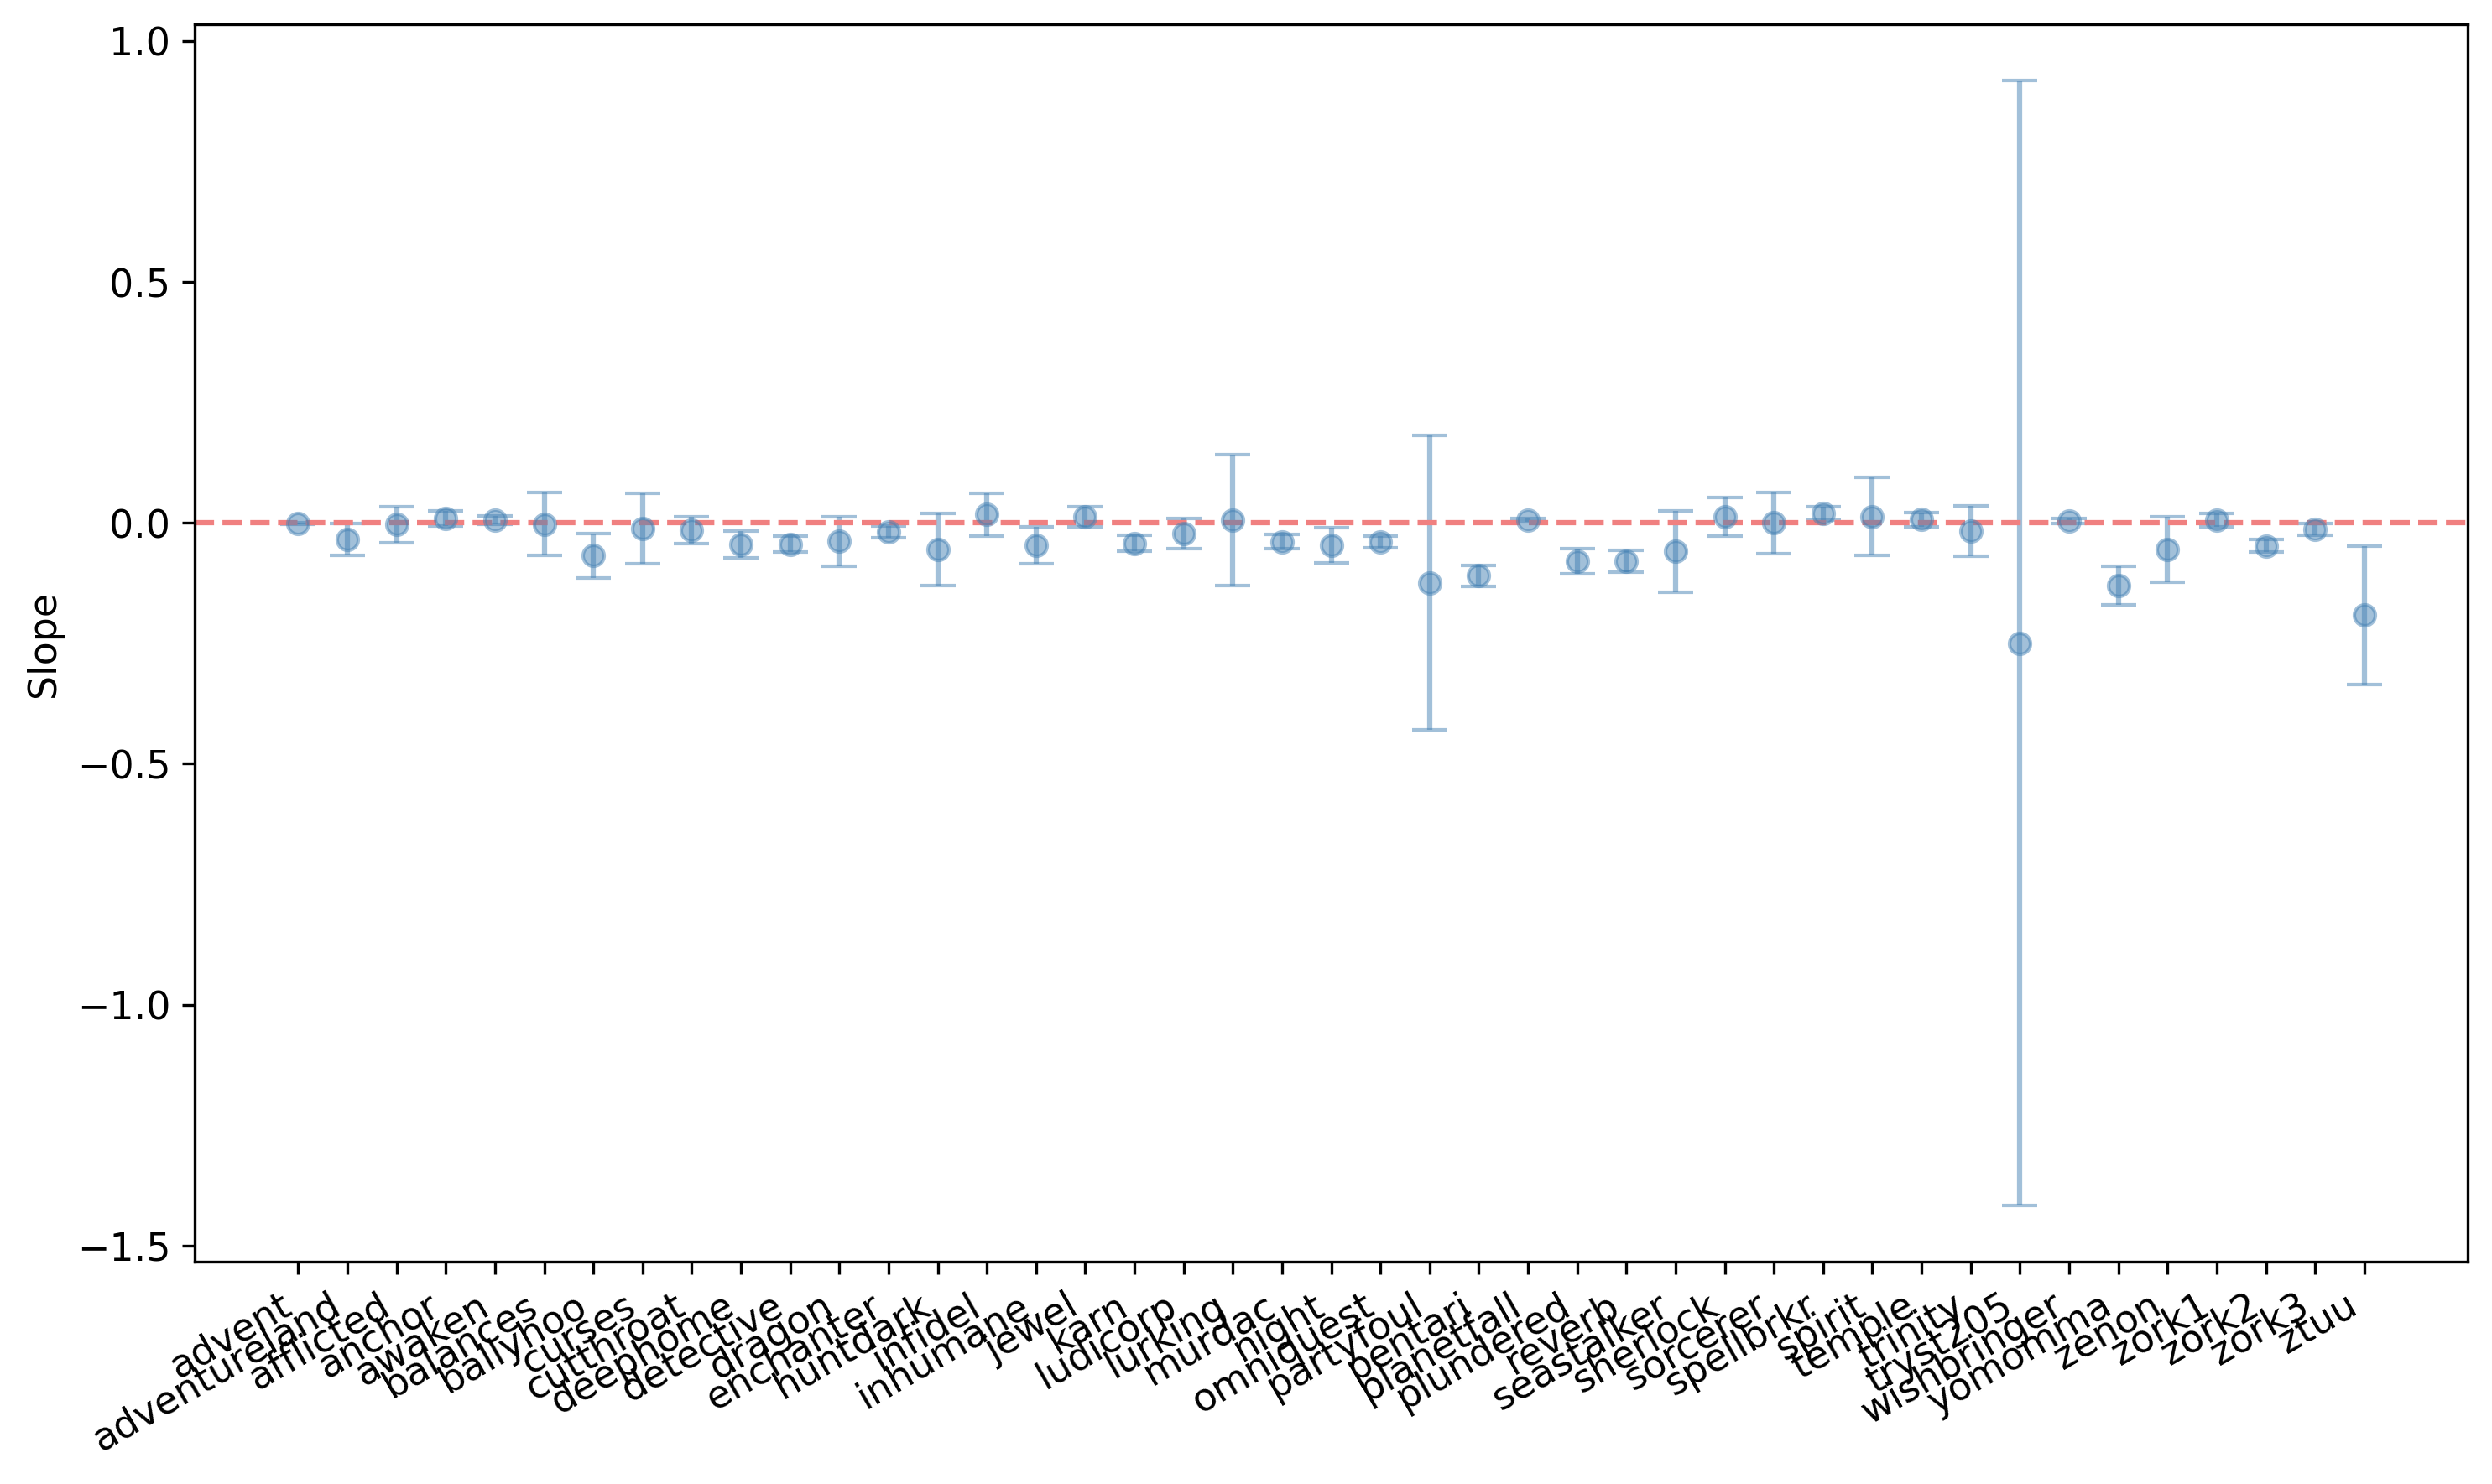 1.0
0.5
0.0
−0.5
−1.0
−1.5
Slope
advent
adventureland
afflicted
anchor
awaken
balances
ballyhoo
curses
cutthroat
deephome
detective
dragon
enchanter
huntdark
infidel
inhumane
jewel
karn
ludicorp
lurking
murdac
night
omniquest
partyfoul
pentari
planetfall
plundered
reverb
seastalker
sherlock
sorcerer
spellbrkr
spirit
temple
trinity
tryst205
wishbringer
yomomma
zenon
zork1
zork2
zork3
ztuu